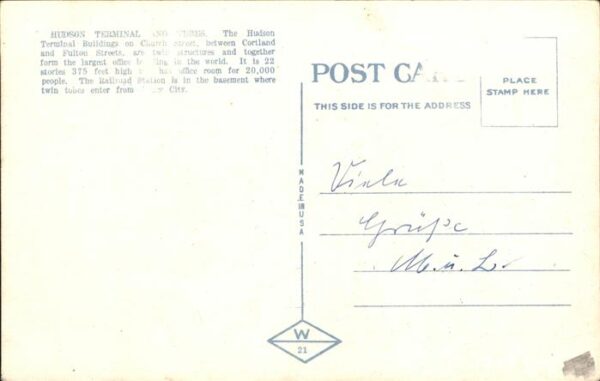 HUDSON TERMINAL AND TUBES. The Hudson
Terminal Buildings on Church Street, between Cortland
and Fulton Streets, are twin structures and together
form the largest office in the world. It is 22
stories 375 feet high office room for 20,000
people. The Railroad Station is in the basement where
twin tubes enter from City.
POST CA
THIS SIDE IS FOR THE ADDRESS
PLACE
STAMP HERE
MADE IN USA
Viele
Grüße
M. u. L.
W
21